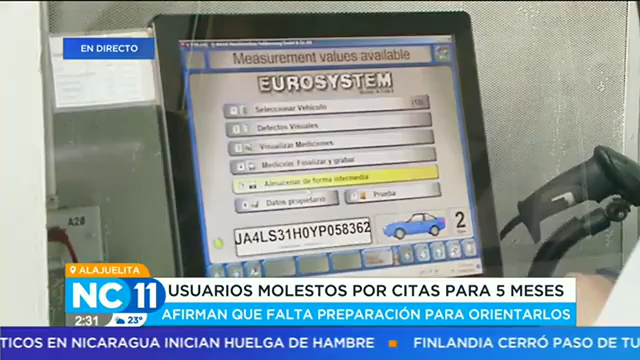 EN DIRECTO
Measurement values available
EUROSYSTEM
Seleccionar Vehículo
Defectos Visuales
Visualizar Mediciones
Medición: Finalizar y grabar
Almacenar de forma intermedia
Datos propietario
Prueba
JA4LS31H0YP058362
2
A20
ALAJUELITA
NC 11
2:31
23°
USUARIOS MOLESTOS POR CITAS PARA 5 MESES
AFIRMAN QUE FALTA PREPARACIÓN PARA ORIENTARLOS
TICOS EN NICARAGUA INICIAN HUELGA DE HAMBRE
FINLANDIA CERRÓ PASO DE TU